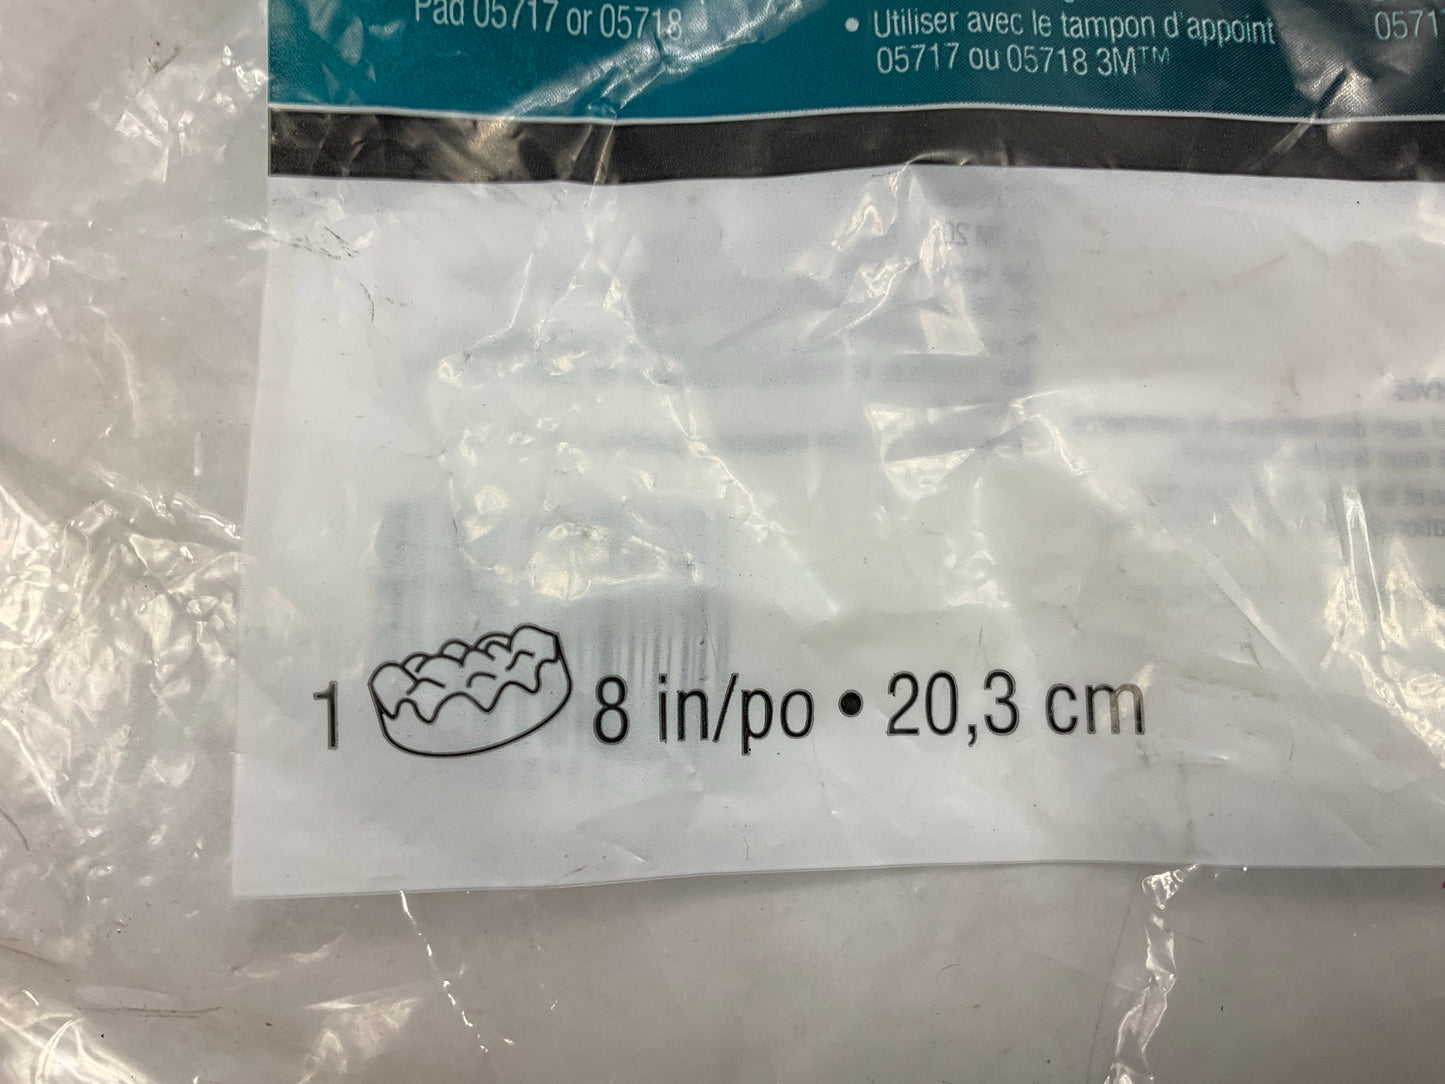 Pad 05717 or 05718
• Utiliser avec le tampon d'appoint
05717 ou 05718 3M™
0571
1 8 in/po • 20,3 cm